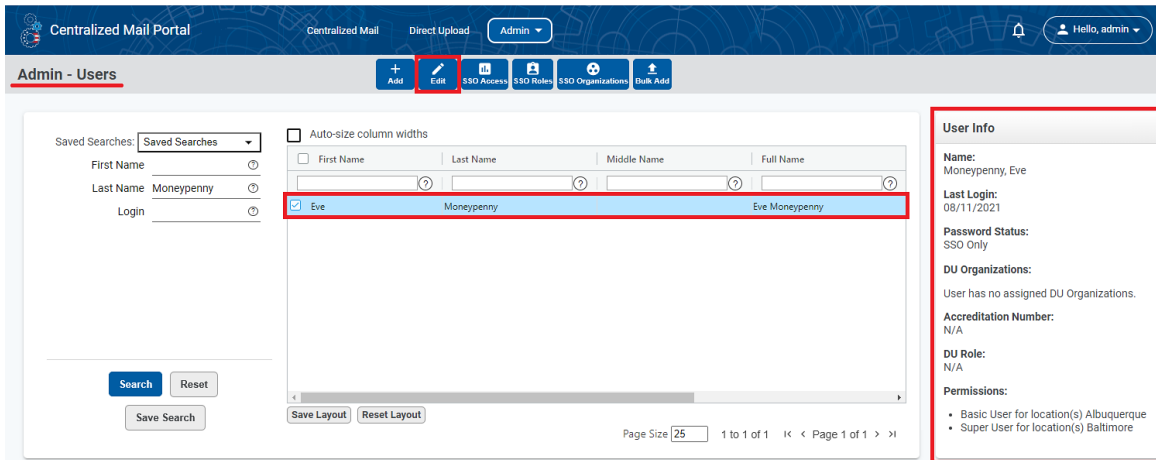 Centralized Mail Portal
Centralized Mail
Direct Upload
Admin
Hello, admin
Admin - Users
Add
Edit
SSO Access
SSO Roles
SSO Organizations
Bulk Add
Saved Searches: Saved Searches
First Name
Last Name Moneypenny
Login
Search
Reset
Save Search
Auto-size column widths
First Name Last Name Middle Name Full Name
Eve Moneypenny Eve Moneypenny
Save Layout Reset Layout
Page Size 25 1 to 1 of 1 Page 1 of 1
User Info
Name:
Moneypenny, Eve
Last Login:
08/11/2021
Password Status:
SSO Only
DU Organizations:
User has no assigned DU Organizations.
Accreditation Number:
N/A
DU Role:
N/A
Permissions:
• Basic User for location(s) Albuquerque
• Super User for location(s) Baltimore